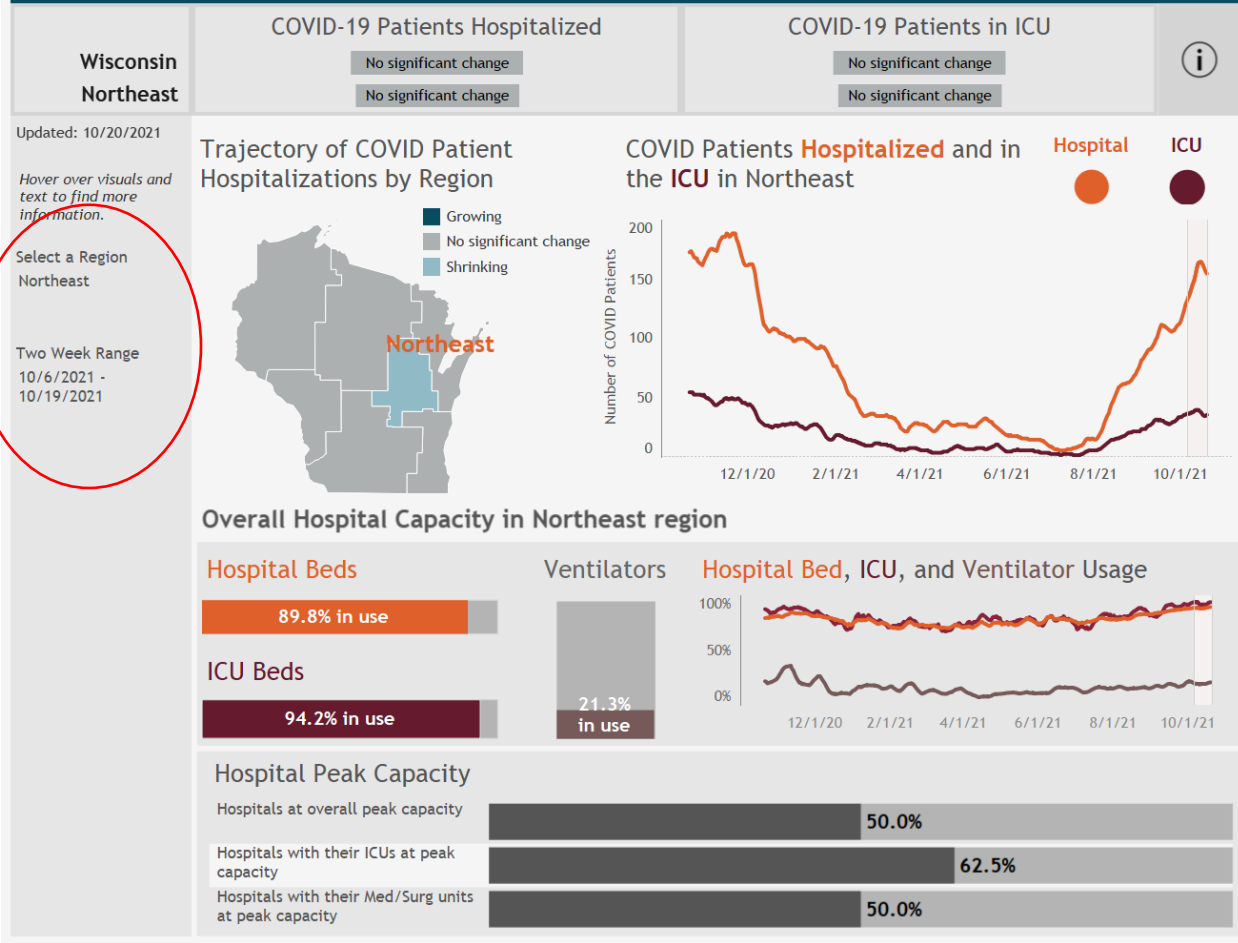 COVID-19 Patients Hospitalized
COVID-19 Patients in ICU
Wisconsin
No significant change
No significant change
Northeast
No significant change
No significant change
i
Updated: 10/20/2021
Hover over visuals and
text to find more
information.
Select a Region
Northeast
Two Week Range
10/6/2021 -
10/19/2021
Trajectory of COVID Patient
Hospitalizations by Region
Growing
No significant change
Shrinking
Northeast
COVID Patients Hospitalized and in
the ICU in Northeast
Hospital
ICU
Number of COVID Patients
200
150
100
50
0
12/1/20 2/1/21 4/1/21 6/1/21 8/1/21 10/1/21
Overall Hospital Capacity in Northeast region
Hospital Beds
89.8% in use
ICU Beds
94.2% in use
Ventilators
21.3%
in use
Hospital Bed, ICU, and Ventilator Usage
100%
50%
0%
12/1/20 2/1/21 4/1/21 6/1/21 8/1/21 10/1/21
Hospital Peak Capacity
Hospitals at overall peak capacity
50.0%
Hospitals with their ICUs at peak
capacity
62.5%
Hospitals with their Med/Surg units
at peak capacity
50.0%